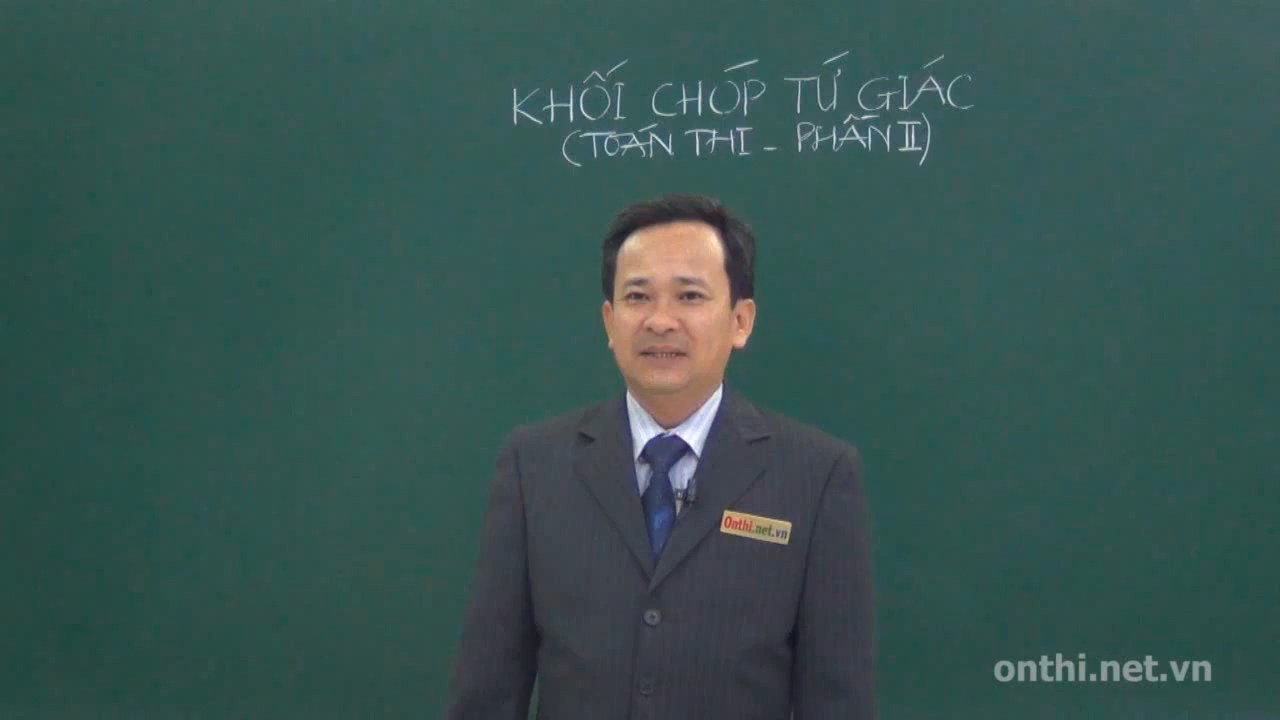 KHỐI CHÓP TỨ GIÁC
(TOÁN THI - PHẦN II)
Onthi.net.vn
onthi.net.vn